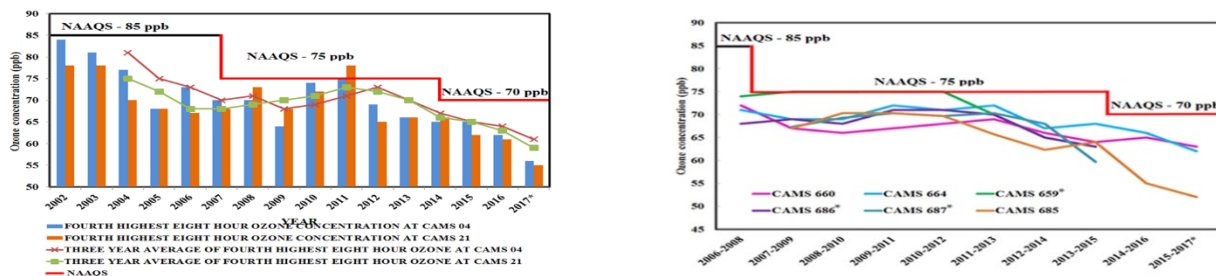 90
85
80
75
70
65
60
55
50
Ozone concentration (ppb)
NAAQS - 85 ppb
NAAQS - 75 ppb
NAAQS - 70 ppb
2002
2003
2004
2005
2006
2007
2008
2009
2010
2011
2012
2013
2014
2015
2016
2017*
YEAR
FOURTH HIGHEST EIGHT HOUR OZONE CONCENTRATION AT CAMS 04
FOURTH HIGHEST EIGHT HOUR OZONE CONCENTRATION AT CAMS 21
THREE YEAR AVERAGE OF FOURTH HIGHEST EIGHT HOUR OZONE AT CAMS 04
THREE YEAR AVERAGE OF FOURTH HIGHEST EIGHT HOUR OZONE AT CAMS 21
NAAQS
90
85
80
75
70
65
60
55
50
45
Ozone concentration (ppb)
NAAQS - 85 ppb
NAAQS - 75 ppb
NAAQS - 70 ppb
CAMS 660 CAMS 664 CAMS 659*
CAMS 686* CAMS 687* CAMS 685
2006-2008
2007-2009
2008-2010
2009-2011
2010-2012
2011-2013
2012-2014
2013-2015
2014-2016
2015-2017*